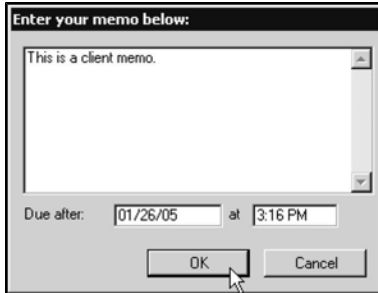 Enter your memo below:
This is a client memo.
Due after: 01/26/05 at 3:16 PM
OK Cancel